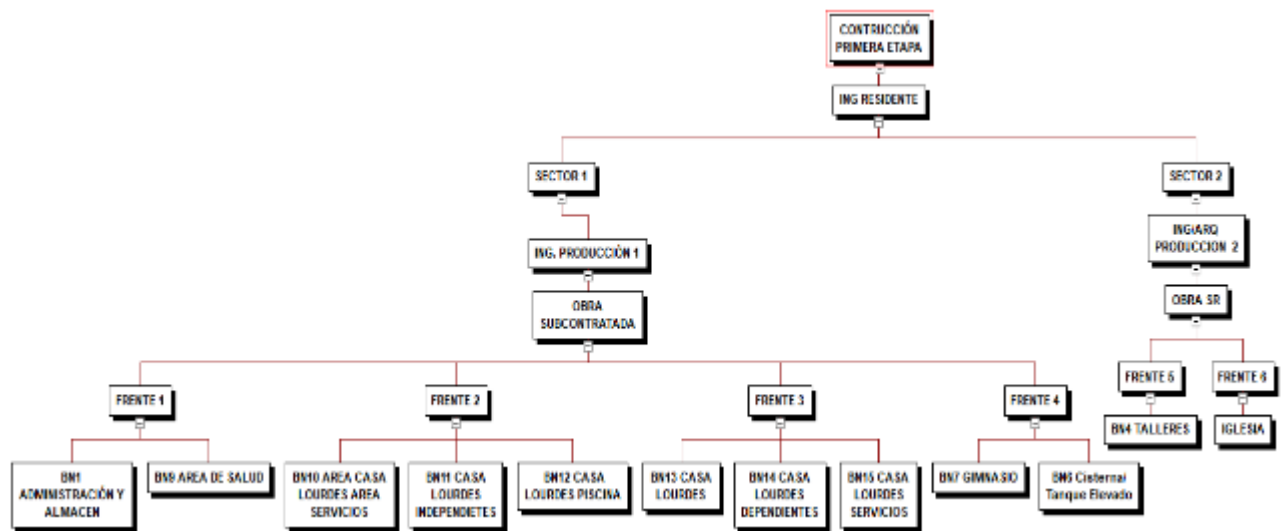 CONTRUCCIÓN
PRIMERA ETAPA
ING RESIDENTE
SECTOR 1
SECTOR 2
ING. PRODUCCIÓN 1
ING/ARQ
PRODUCCION 2
OBRA
SUBCONTRATADA
OBRA SR
FRENTE 1
FRENTE 2
FRENTE 3
FRENTE 4
FRENTE 5
FRENTE 6
BN4 TALLERES
IGLESIA
BN1
ADMINISTRACIÓN Y
ALMACEN
BN9 AREA DE SALUD
BN10 AREA CASA
LOURDES AREA
SERVICIOS
BN11 CASA
LOURDES
INDEPENDIETES
BN12 CASA
LOURDES PISCINA
BN13 CASA
LOURDES
BN14 CASA
LOURDES
DEPENDIENTES
BN15 CASA
LOURDES
SERVICIOS
BN7 GIMNASIO
BN6 Cisterna/
Tanque Elevado